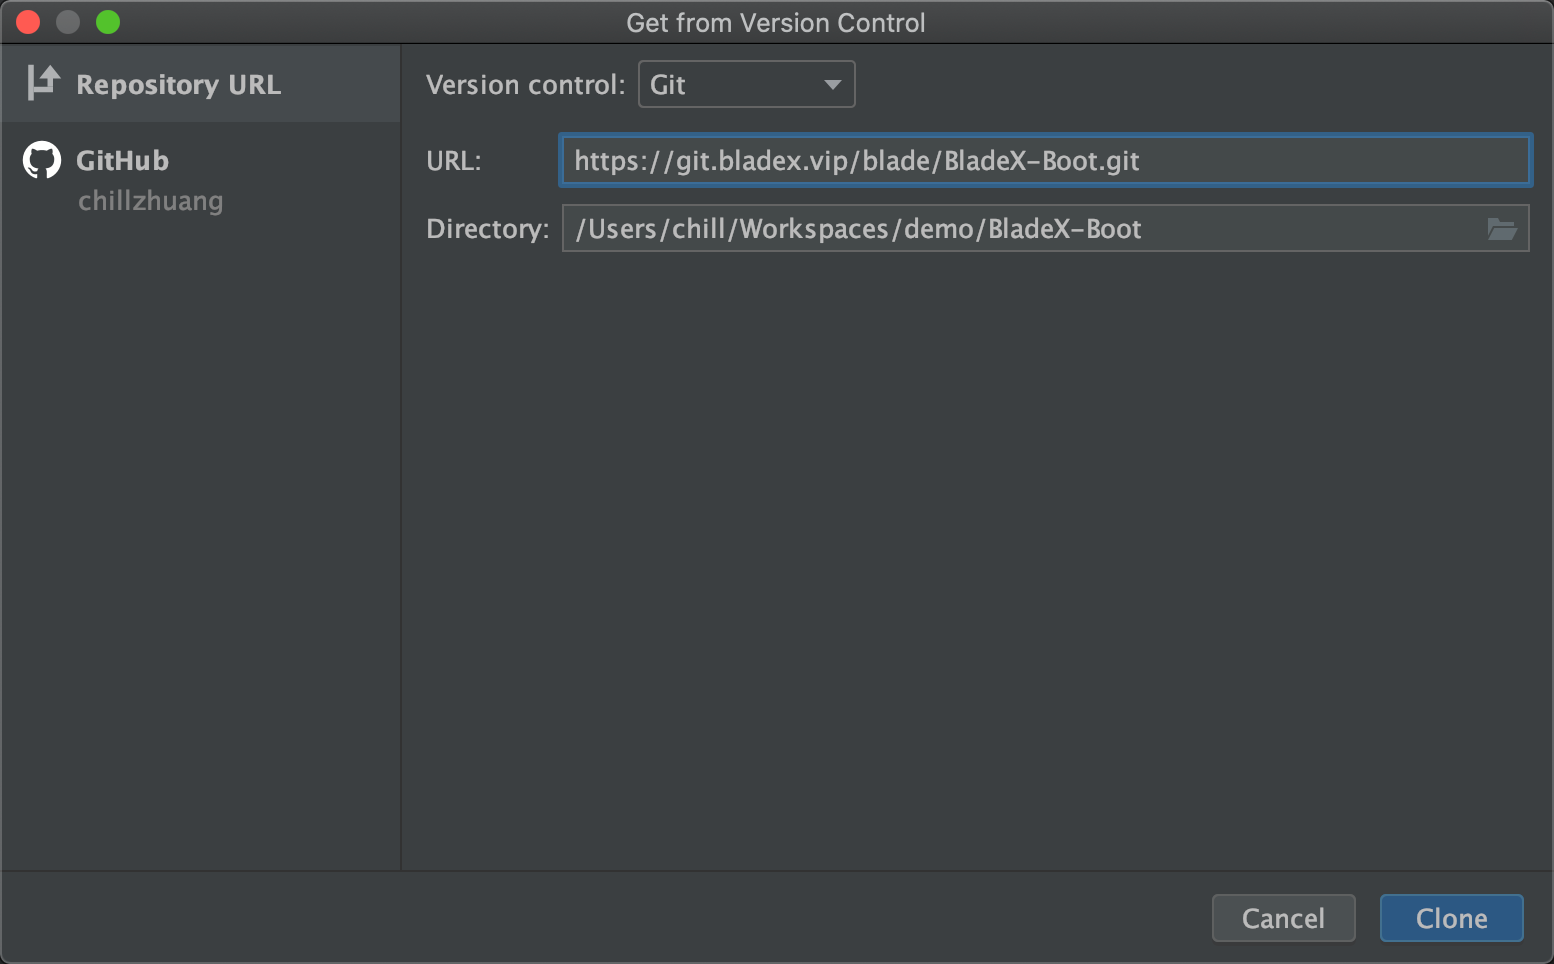 Get from Version Control
Repository URL
GitHub
chillzhuang
Version control: Git
URL: https://git.bladex.vip/blade/BladeX-Boot.git
Directory: /Users/chill/Workspaces/demo/BladeX-Boot
Cancel Clone